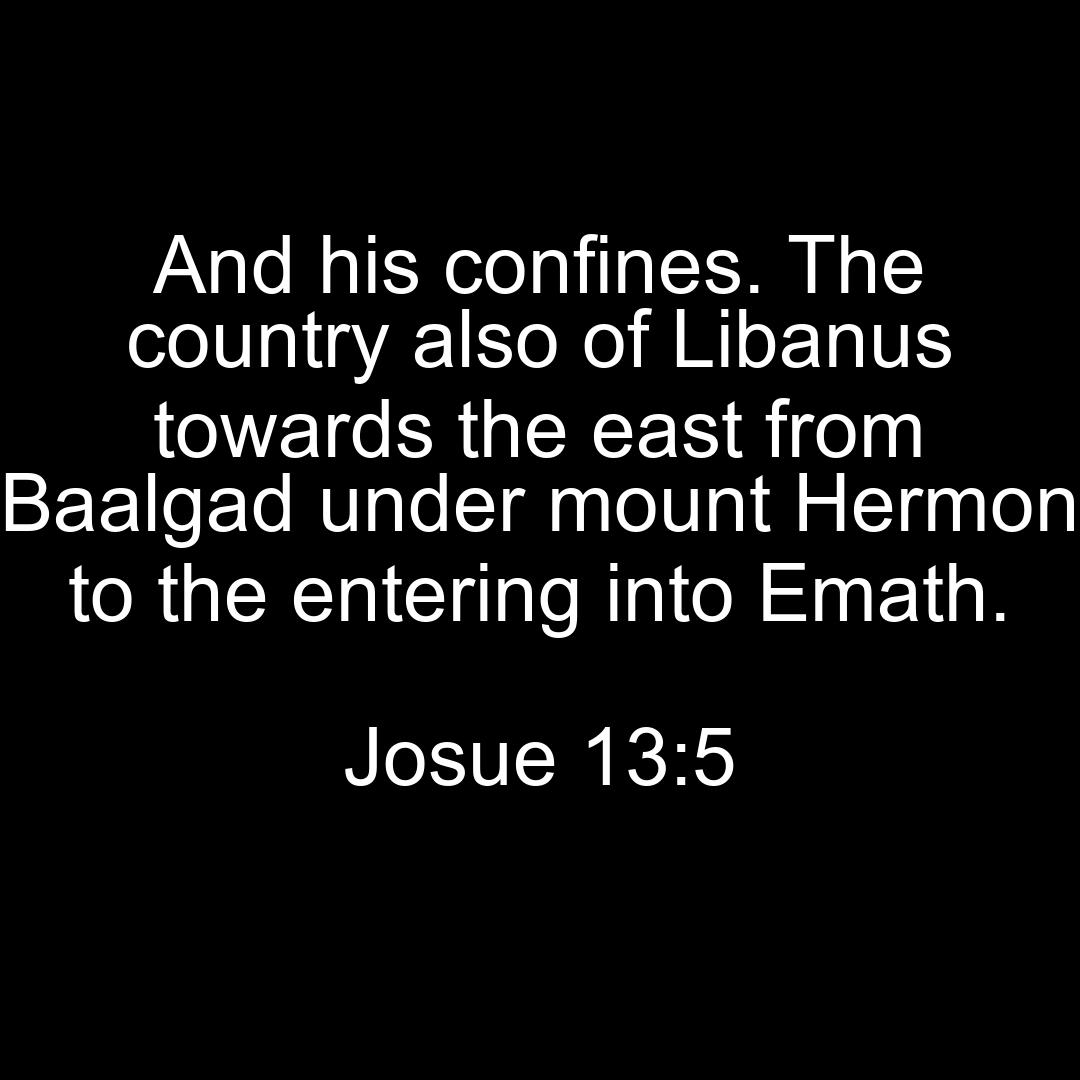 And his confines. The
country also of Libanus
towards the east from
Baalgad under mount Hermon
to the entering into Emath.
Josue 13:5